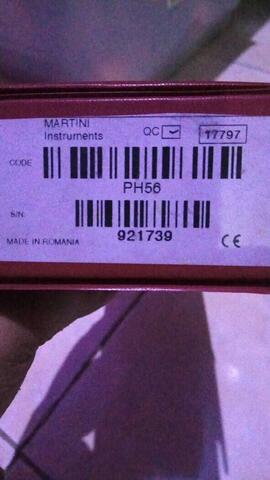 MARTINI
Instruments
QC 17797
CODE
PH56
S/N:
921739
MADE IN ROMANIA CE